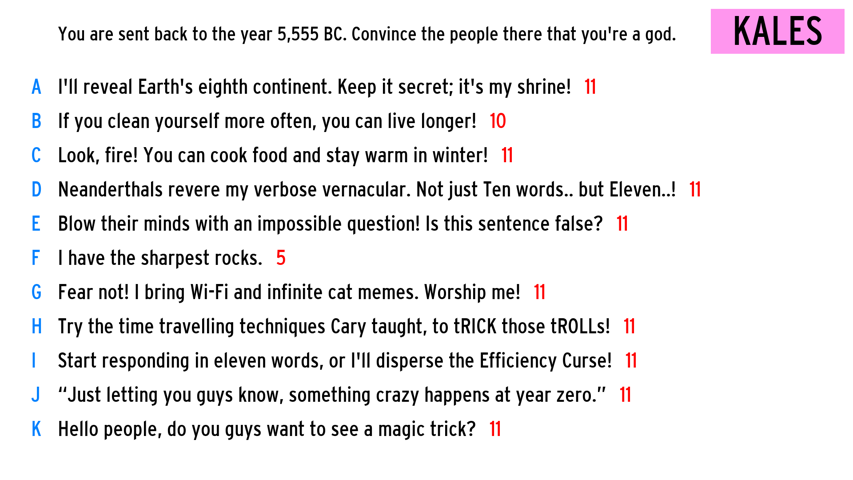 You are sent back to the year 5,555 BC. Convince the people there that you're a god.
KALES
A I'll reveal Earth's eighth continent. Keep it secret; it's my shrine! 11
B If you clean yourself more often, you can live longer! 10
C Look, fire! You can cook food and stay warm in winter! 11
D Neanderthals revere my verbose vernacular. Not just Ten words.. but Eleven..! 11
E Blow their minds with an impossible question! Is this sentence false? 11
F I have the sharpest rocks. 5
G Fear not! I bring Wi-Fi and infinite cat memes. Worship me! 11
H Try the time travelling techniques Cary taught, to tRICK those tROLLs! 11
I Start responding in eleven words, or I'll disperse the Efficiency Curse! 11
J “Just letting you guys know, something crazy happens at year zero.” 11
K Hello people, do you guys want to see a magic trick? 11